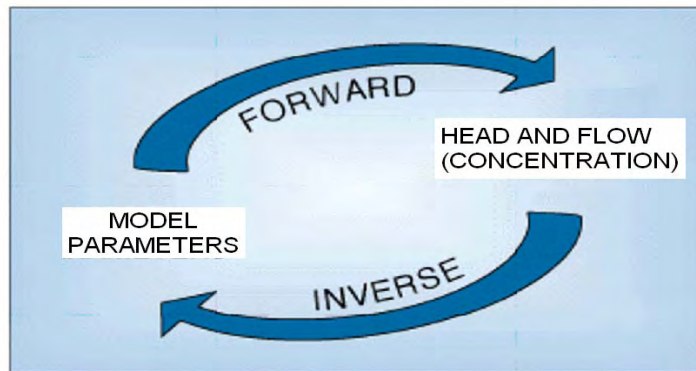 FORWARD
HEAD AND FLOW
(CONCENTRATION)
MODEL
PARAMETERS
INVERSE